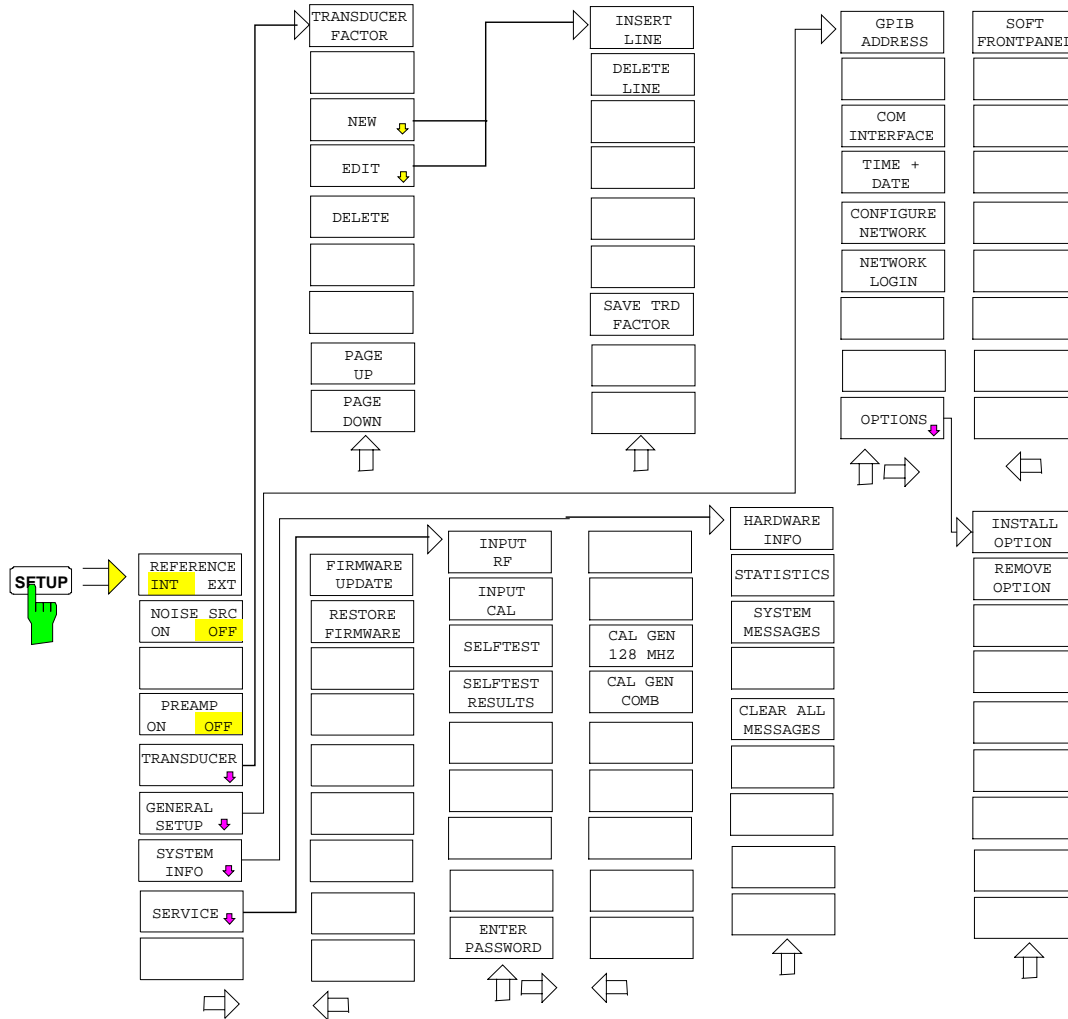 TRANSDUCER
FACTOR
NEW
EDIT
DELETE
PAGE
UP
PAGE
DOWN
INSERT
LINE
DELETE
LINE
SAVE TRD
FACTOR
GPIB
ADDRESS
COM
INTERFACE
TIME +
DATE
CONFIGURE
NETWORK
NETWORK
LOGIN
OPTIONS
SOFT
FRONTPANEL
SETUP
REFERENCE
INT EXT
NOISE SRC
ON OFF
PREAMP
ON OFF
TRANSDUCER
GENERAL
SETUP
SYSTEM
INFO
SERVICE
FIRMWARE
UPDATE
RESTORE
FIRMWARE
INPUT
RF
INPUT
CAL
SELFTEST
SELFTEST
RESULTS
ENTER
PASSWORD
CAL GEN
128 MHZ
CAL GEN
COMB
HARDWARE
INFO
STATISTICS
SYSTEM
MESSAGES
CLEAR ALL
MESSAGES
INSTALL
OPTION
REMOVE
OPTION